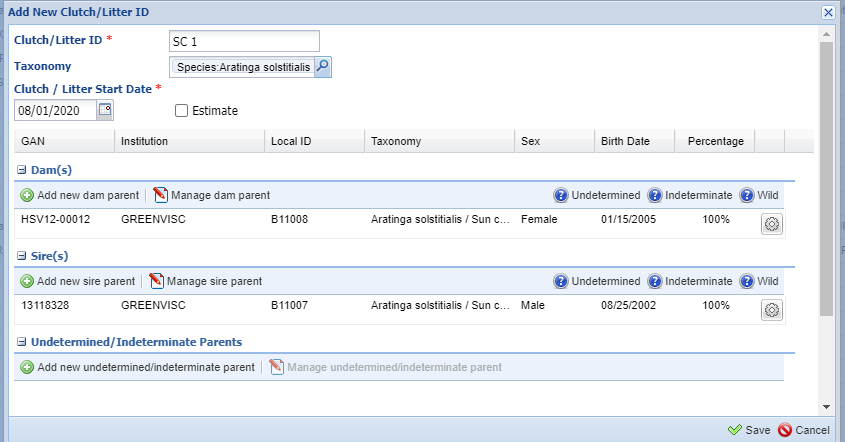 Add New Clutch/Litter ID
Clutch/Litter ID * SC 1
Taxonomy Species:Aratinga solstitialis
Clutch / Litter Start Date *
08/01/2020 Estimate
GAN Institution Local ID Taxonomy Sex Birth Date Percentage
Dam(s)
Add new dam parent Manage dam parent Undetermined Indeterminate Wild
HSV12-00012 GREENVISC B11008 Aratinga solstitialis / Sun c... Female 01/15/2005 100%
Sire(s)
Add new sire parent Manage sire parent Undetermined Indeterminate Wild
13118328 GREENVISC B11007 Aratinga solstitialis / Sun c... Male 08/25/2002 100%
Undetermined/Indeterminate Parents
Add new undetermined/indeterminate parent Manage undetermined/indeterminate parent
Save Cancel